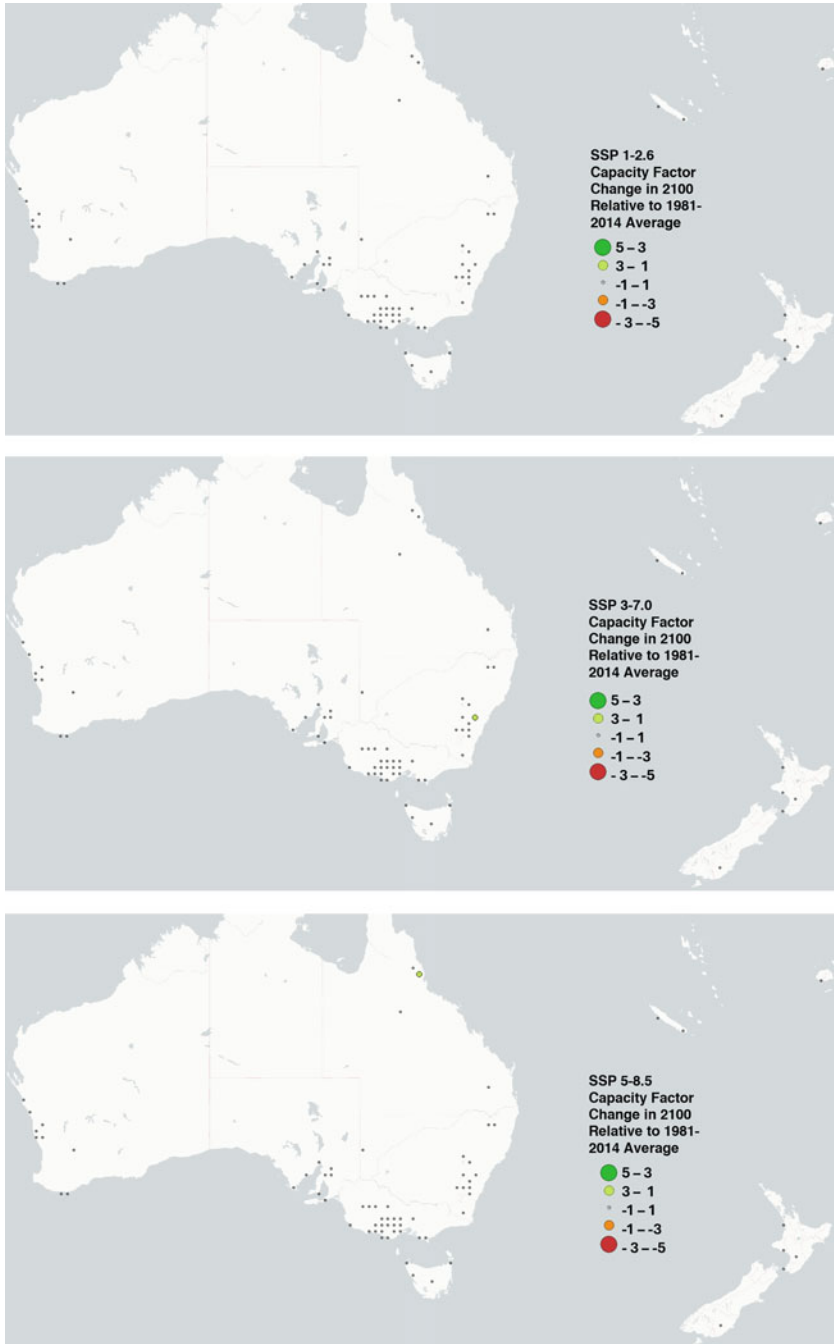 SSP 1-2.6
Capacity Factor
Change in 2100
Relative to 1981-
2014 Average
5 – 3
3 – 1
-1 – 1
-1 – -3
- 3 – -5
SSP 3-7.0
Capacity Factor
Change in 2100
Relative to 1981-
2014 Average
5 – 3
3 – 1
-1 – 1
-1 – -3
- 3 – -5
SSP 5-8.5
Capacity Factor
Change in 2100
Relative to 1981-
2014 Average
5 – 3
3 – 1
-1 – 1
-1 – -3
- 3 – -5